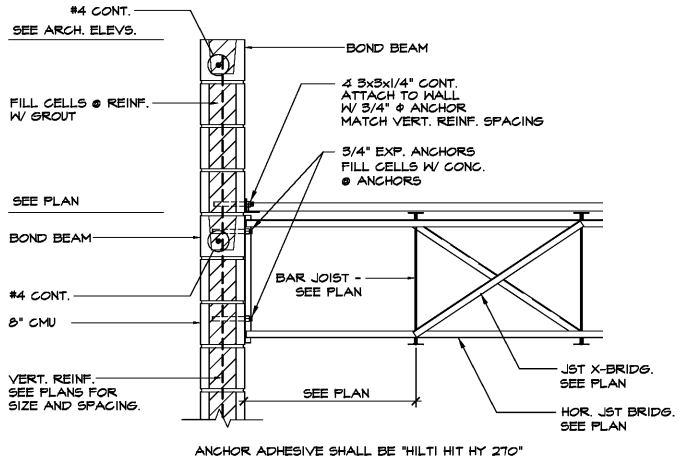 #4 CONT.
SEE ARCH. ELEVS.
BOND BEAM
∡ 3x3x1/4" CONT.
ATTACH TO WALL
W/ 3/4" Φ ANCHOR
MATCH VERT. REINF. SPACING
FILL CELLS @ REINF.
W/ GROUT
3/4" EXP. ANCHORS
FILL CELLS W/ CONC.
@ ANCHORS
SEE PLAN
BOND BEAM
BAR JOIST -
SEE PLAN
#4 CONT.
8" CMU
VERT. REINF.
SEE PLANS FOR
SIZE AND SPACING.
SEE PLAN
JST X-BRIDG.
SEE PLAN
HOR. JST BRIDG.
SEE PLAN
ANCHOR ADHESIVE SHALL BE "HILTI HIT HY 270"